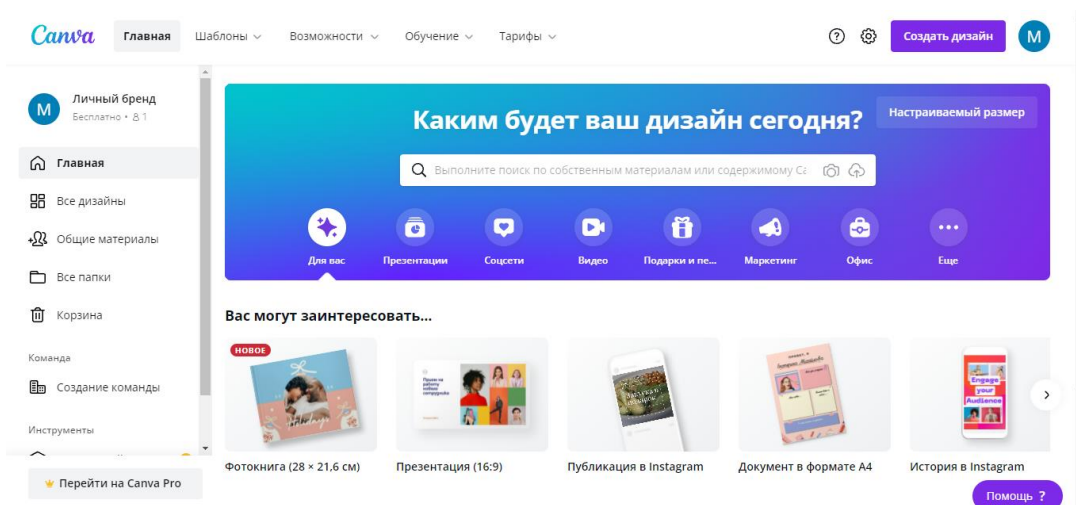 Canva
Главная
Шаблоны
Возможности
Обучение
Тарифы
Создать дизайн
M
M
Личный бренд
Бесплатно • 1
Главная
Все дизайны
Общие материалы
Все папки
Корзина
Команда
Создание команды
Инструменты
Перейти на Canva Pro
Каким будет ваш дизайн сегодня?
Настраиваемый размер
Выполните поиск по собственным материалам или содержимому Ca
Для вас
Презентации
Соцсети
Видео
Подарки и пе...
Маркетинг
Офис
Еще
Вас могут заинтересовать...
НОВОЕ
Engage
your
Audience
Фотокнига (28 × 21,6 см)
Презентация (16:9)
Публикация в Instagram
Документ в формате A4
История в Instagram
Помощь ?